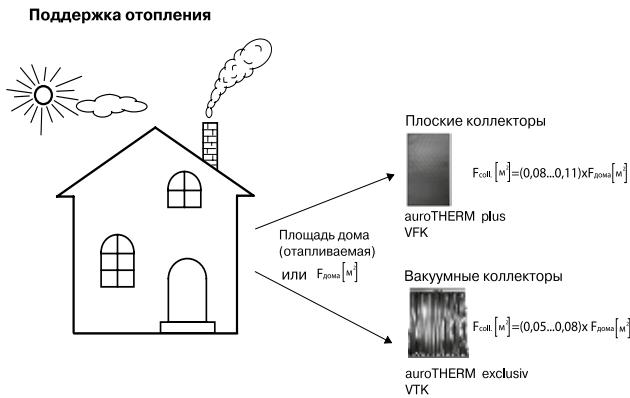 Поддержка отопления
Плоские коллекторы
Fcoll. [м²]=(0,08...0,11)xFдома[м²]
auroTHERM plus
VFK
Площадь дома
(отапливаемая)
или Fдома[м²]
Вакуумные коллекторы
Fcoll. [м²]=(0,05...0,08)x Fдома[м²]
auroTHERM exclusiv
VTK